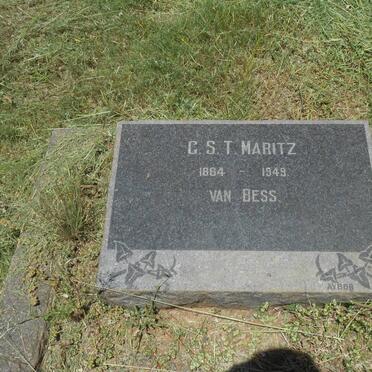 G. S. T. MARITZ
1864 - 1949.
VAN BESS.